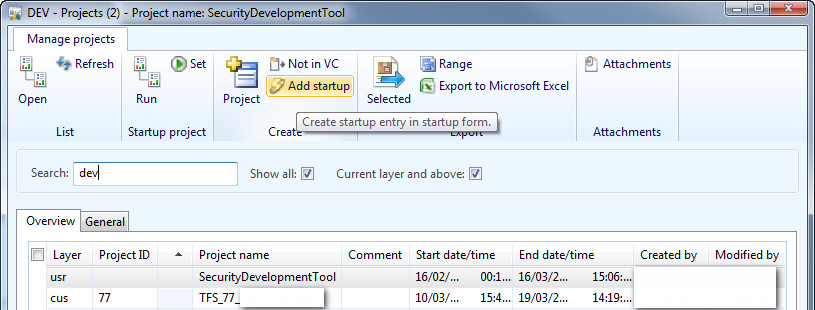 DEV - Projects (2) - Project name: SecurityDevelopmentTool
Manage projects
Refresh Set Not in VC Range Attachments
Open Run Project Add startup Selected Export to Microsoft Excel
Create startup entry in startup form.
List Startup project Create Export Attachments
Search: dev Show all: Current layer and above:
Overview General
Layer Project ID Project name Comment Start date/time End date/time Created by Modified by
usr SecurityDevelopmentTool 16/02/... 00:1... 16/03/2... 15:06:...
cus 77 TFS_77_ 10/03/... 15:4... 19/03/2... 14:19:...